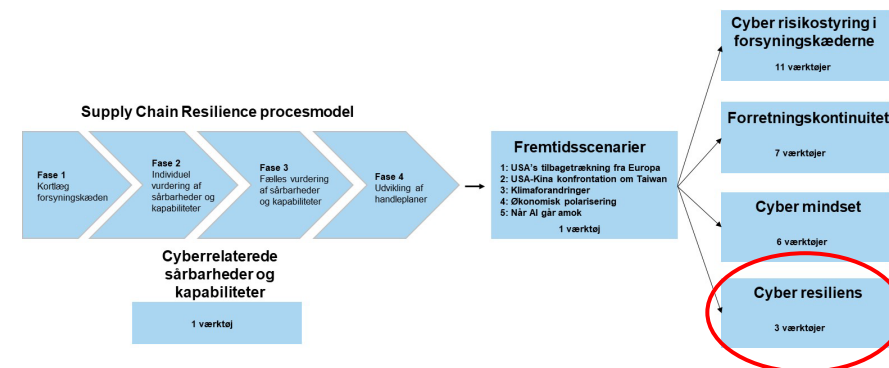 Supply Chain Resilience procesmodel
Fase 1
Kortlæg
forsyningskæden
Fase 2
Individuel
vurdering af
sårbarheder og
kapabiliteter
Fase 3
Fælles vurdering
af sårbarheder
og kapabiliteter
Fase 4
Udvikling af
handleplaner
Cyberrelaterede
sårbarheder og
kapabiliteter
1 værktøj
Fremtidsscenarier
1: USA's tilbagetrækning fra Europa
2: USA-Kina konfrontation om Taiwan
3: Klimaforandringer
4: Økonomisk polarisering
5: Når AI går amok
1 værktøj
Cyber risikostyring i
forsyningskæderne
11 værktøjer
Forretningskontinuitet
7 værktøjer
Cyber mindset
6 værktøjer
Cyber resiliens
3 værktøjer